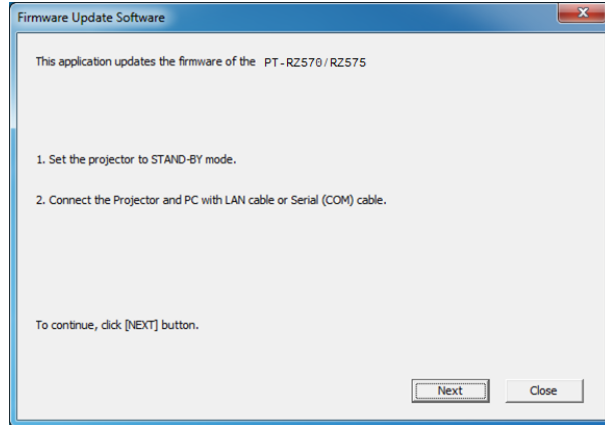 Firmware Update Software
This application updates the firmware of the PT-RZ570/RZ575
1. Set the projector to STAND-BY mode.
2. Connect the Projector and PC with LAN cable or Serial (COM) cable.
To continue, click [NEXT] button.
Next Close